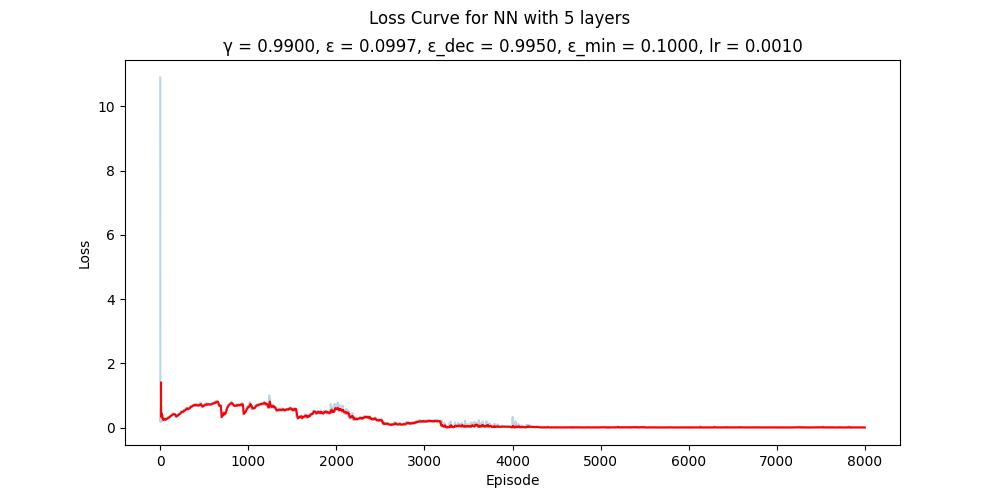 Loss Curve for NN with 5 layers
γ = 0.9900, ε = 0.0997, ε_dec = 0.9950, ε_min = 0.1000, lr = 0.0010
Loss
10
8
6
4
2
0
0 1000 2000 3000 4000 5000 6000 7000 8000
Episode